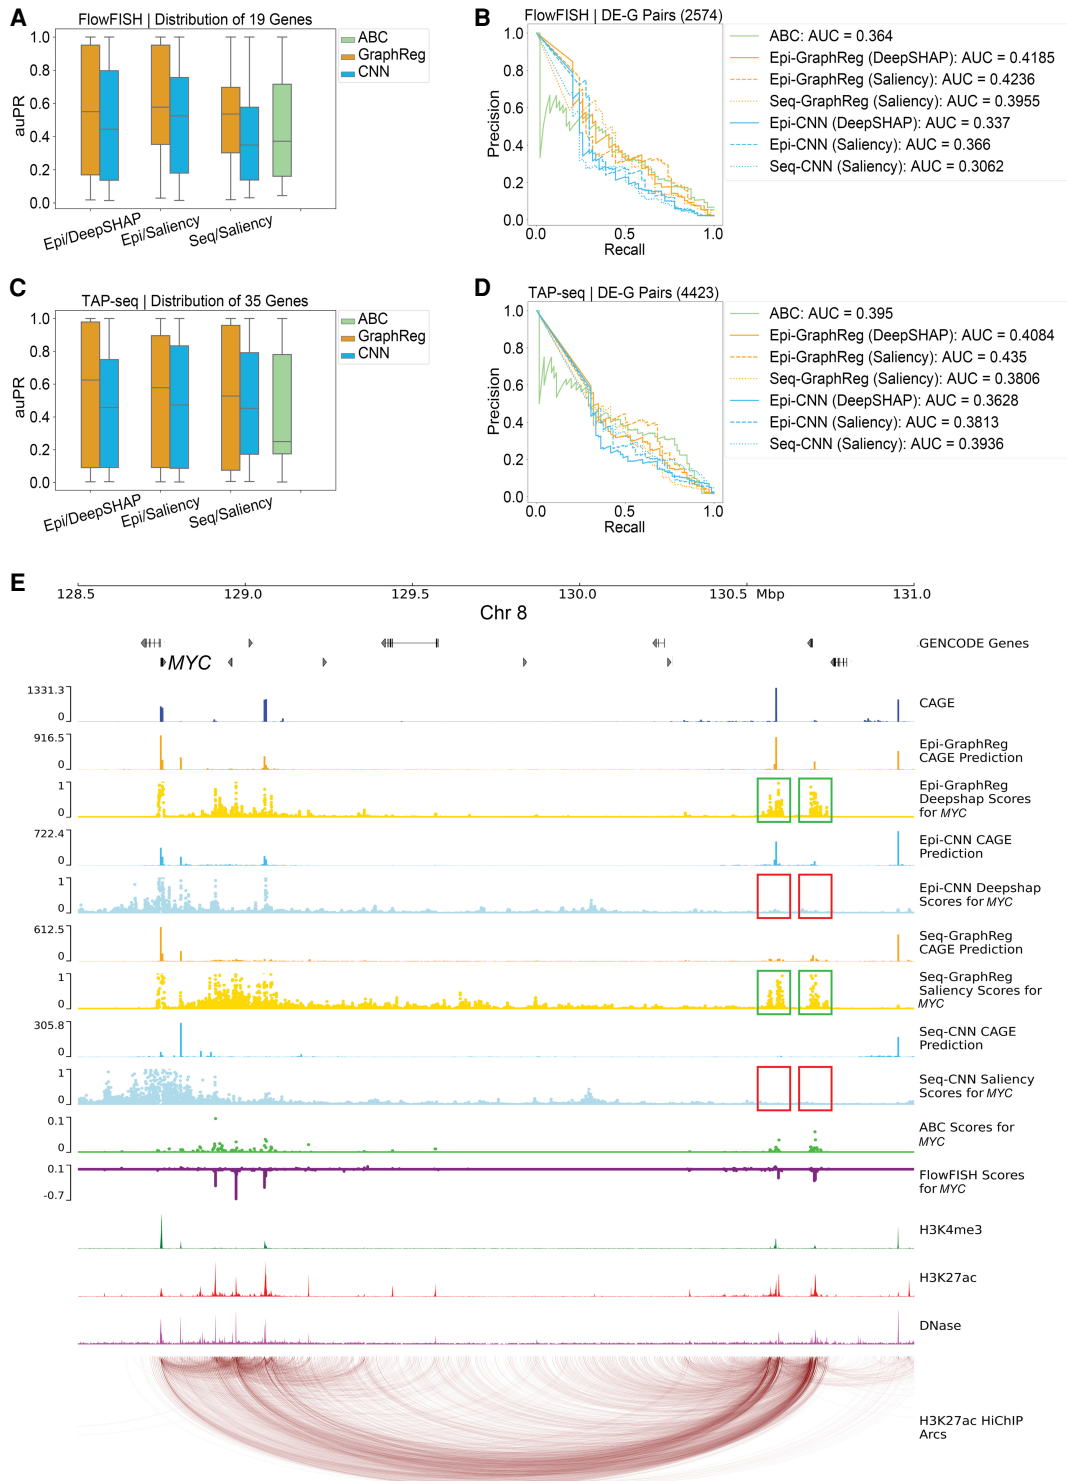 A
FlowFISH | Distribution of 19 Genes
auPR
1.0
0.8
0.6
0.4
0.2
0.0
Epi/DeepSHAP
Epi/Saliency
Seq/Saliency
ABC
GraphReg
CNN
B
FlowFISH | DE-G Pairs (2574)
Precision
1.0
0.8
0.6
0.4
0.2
0.0
0.0
0.5
1.0
Recall
ABC: AUC = 0.364
Epi-GraphReg (DeepSHAP): AUC = 0.4185
Epi-GraphReg (Saliency): AUC = 0.4236
Seq-GraphReg (Saliency): AUC = 0.3955
Epi-CNN (DeepSHAP): AUC = 0.337
Epi-CNN (Saliency): AUC = 0.366
Seq-CNN (Saliency): AUC = 0.3062
C
TAP-seq | Distribution of 35 Genes
auPR
1.0
0.8
0.6
0.4
0.2
0.0
Epi/DeepSHAP
Epi/Saliency
Seq/Saliency
ABC
GraphReg
CNN
D
TAP-seq | DE-G Pairs (4423)
Precision
1.0
0.8
0.6
0.4
0.2
0.0
0.0
0.5
1.0
Recall
ABC: AUC = 0.395
Epi-GraphReg (DeepSHAP): AUC = 0.4084
Epi-GraphReg (Saliency): AUC = 0.435
Seq-GraphReg (Saliency): AUC = 0.3806
Epi-CNN (DeepSHAP): AUC = 0.3628
Epi-CNN (Saliency): AUC = 0.3813
Seq-CNN (Saliency): AUC = 0.3936
E
128.5 129.0 129.5 130.0 130.5 Mbp 131.0
Chr 8
GENCODE Genes
MYC
1331.3
0
CAGE
916.5
0
Epi-GraphReg
CAGE Prediction
1
0
Epi-GraphReg
Deepshap Scores
for MYC
722.4
0
Epi-CNN CAGE
Prediction
1
0
Epi-CNN Deepshap
Scores for MYC
612.5
0
Seq-GraphReg
CAGE Prediction
1
0
Seq-GraphReg
Saliency Scores for
MYC
305.8
0
Seq-CNN CAGE
Prediction
1
0
Seq-CNN Saliency
Scores for MYC
0.1
0
ABC Scores for
MYC
0.1
-0.7
FlowFISH Scores
for MYC
H3K4me3
H3K27ac
DNase
H3K27ac HiChIP
Arcs